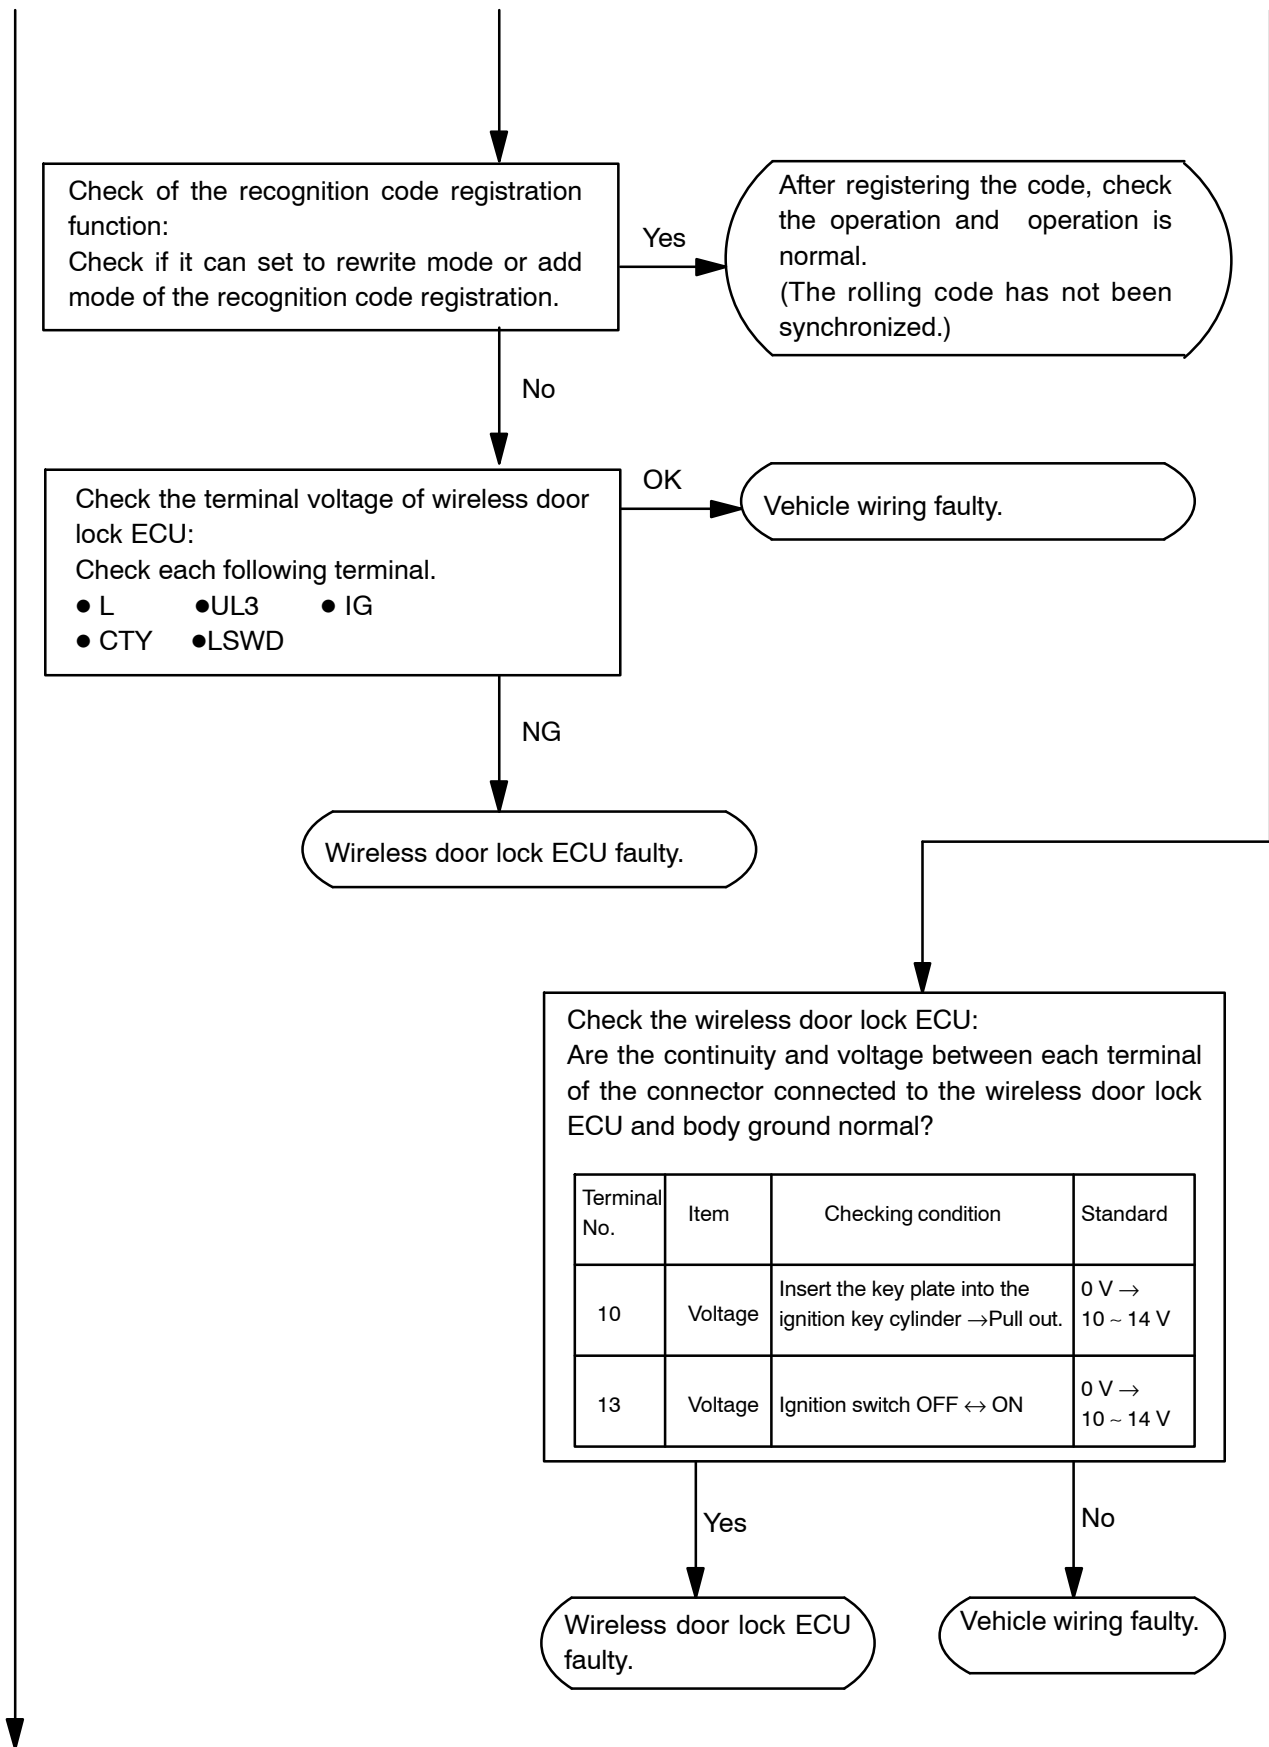 Check of the recognition code registration
function:
Check if it can set to rewrite mode or add
mode of the recognition code registration.
Yes
After registering the code, check
the operation and operation is
normal.
(The rolling code has not been
synchronized.)
No
Check the terminal voltage of wireless door
lock ECU:
Check each following terminal.
● L ●UL3 ● IG
● CTY ●LSWD
OK
Vehicle wiring faulty.
NG
Wireless door lock ECU faulty.
Check the wireless door lock ECU:
Are the continuity and voltage between each terminal
of the connector connected to the wireless door lock
ECU and body ground normal?
Terminal
No.
Item
Checking condition
Standard
10
Voltage
Insert the key plate into the
ignition key cylinder →Pull out.
0 V →
10 ~ 14 V
13
Voltage
Ignition switch OFF ↔ ON
0 V →
10 ~ 14 V
Yes
No
Wireless door lock ECU
faulty.
Vehicle wiring faulty.